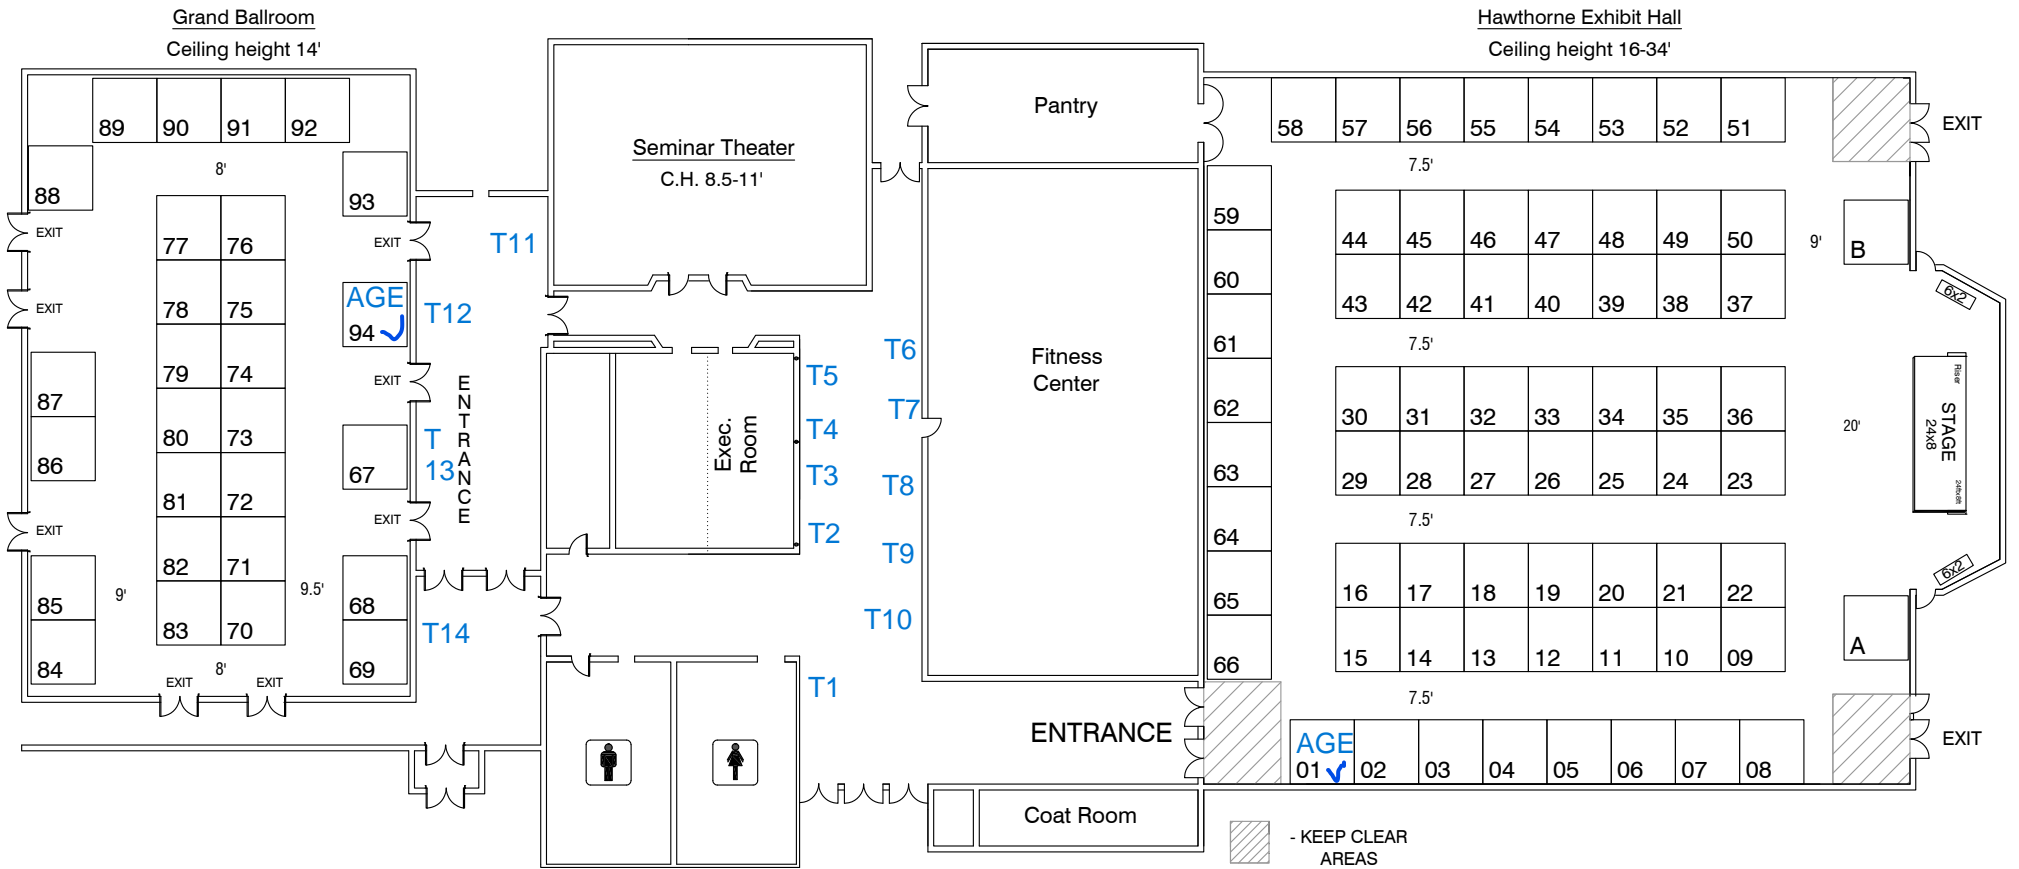 Grand Ballroom
Ceiling height 14'
Hawthorne Exhibit Hall
Ceiling height 16-34'
89 90 91 92
8'
88
93
EXIT
EXIT
77 76
78 75
EXIT
AGE
94
79 74
EXIT
87
80 73
86
67
81 72
EXIT
EXIT
82 71
9'
9.5'
85
68
83 70
84
8'
69
EXIT
EXIT
T11
T12
T
13
ENTRANCE
T14
Seminar Theater
C.H. 8.5-11'
Exec.
Room
T6
T5
T7
T4
T3
T8
T2
T9
T10
T1
Pantry
Fitness
Center
ENTRANCE
Coat Room
58 57 56 55 54 53 52 51
EXIT
7.5'
59
60
61
62
63
64
65
66
44 45 46 47 48 49 50
9'
B
43 42 41 40 39 38 37
6x2
7.5'
30 31 32 33 34 35 36
20'
Riser
STAGE
24x8
24ftx8ft
29 28 27 26 25 24 23
7.5'
6x2
16 17 18 19 20 21 22
15 14 13 12 11 10 09
A
7.5'
AGE
01 02 03 04 05 06 07 08
EXIT
- KEEP CLEAR
AREAS